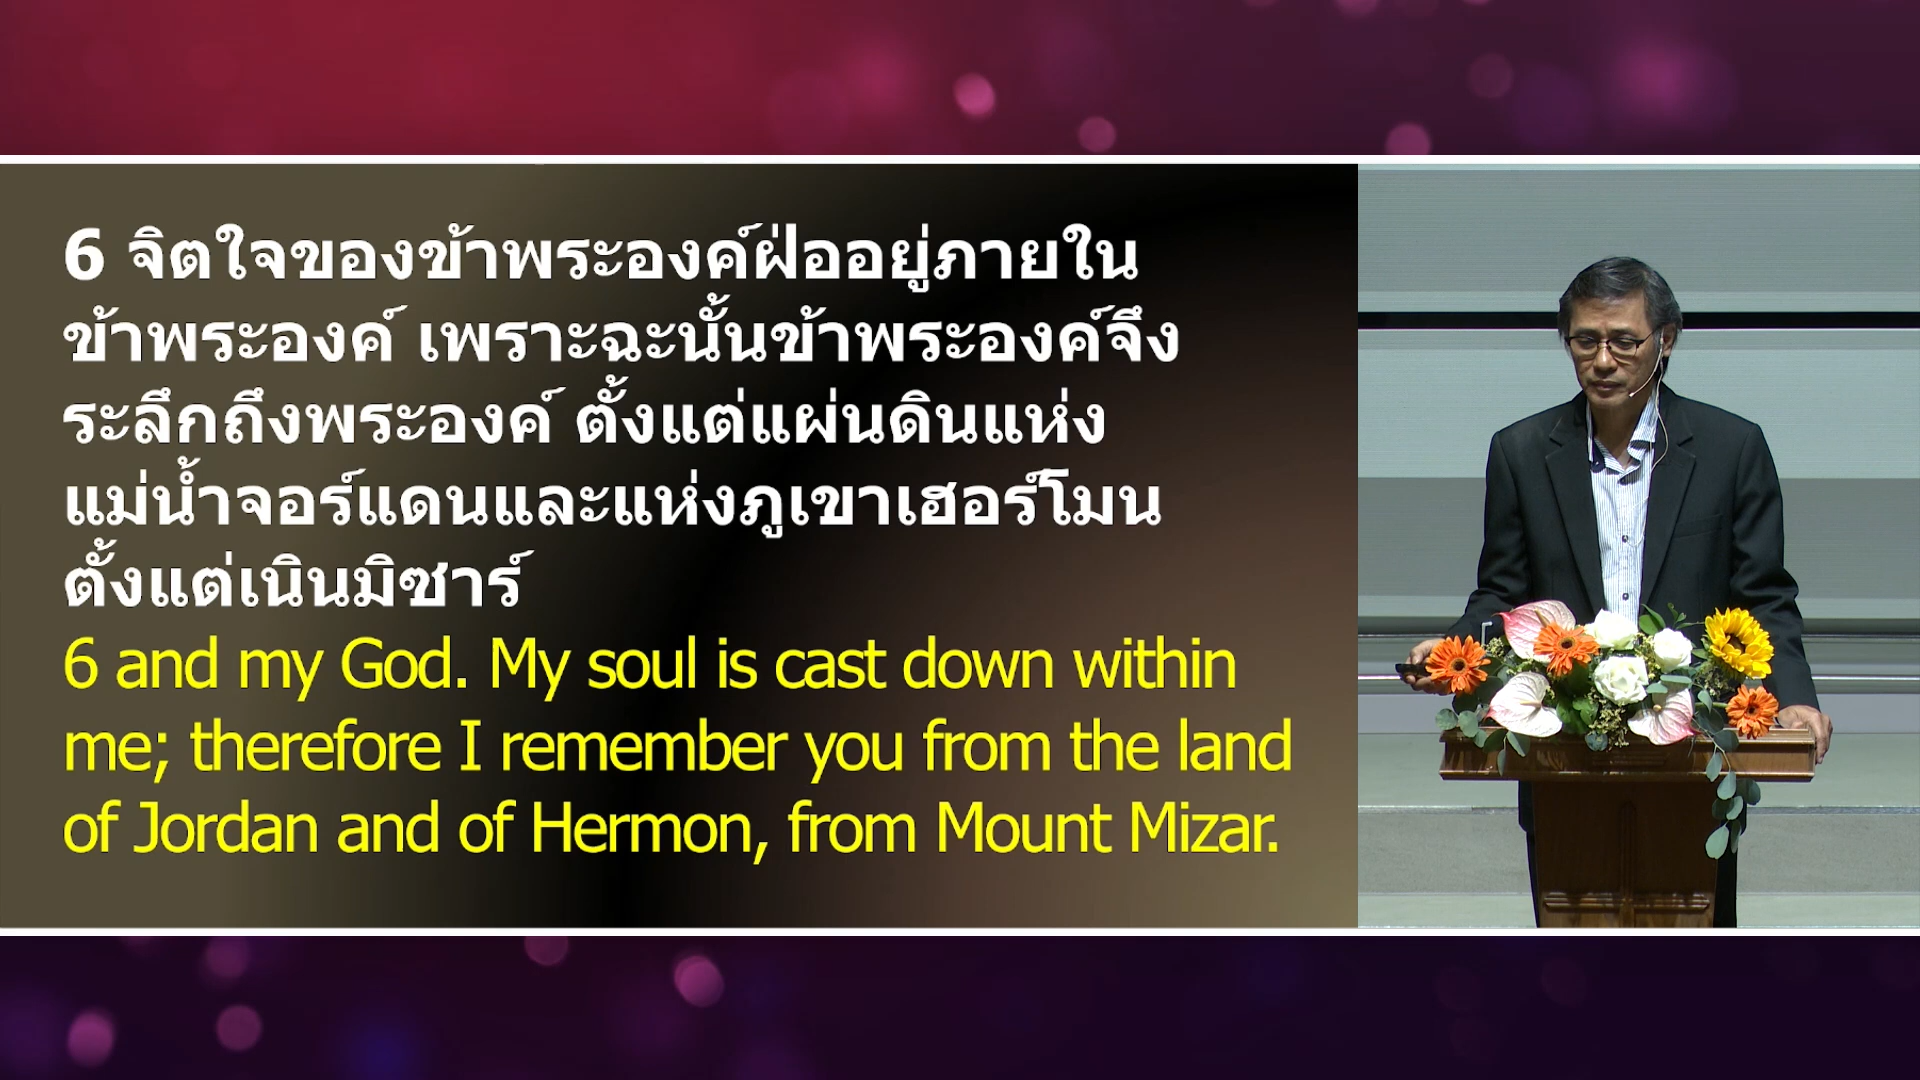 6 จิตใจของข้าพระองค์ฝ่ออยู่ภายใน
ข้าพระองค์ เพราะฉะนั้นข้าพระองค์จึง
ระลึกถึงพระองค์ ตั้งแต่แผ่นดินแห่ง
แม่น้ำจอร์แดนและแห่งภูเขาเฮอร์โมน
ตั้งแต่เนินมิซาร์
6 and my God. My soul is cast down within
me; therefore I remember you from the land
of Jordan and of Hermon, from Mount Mizar.